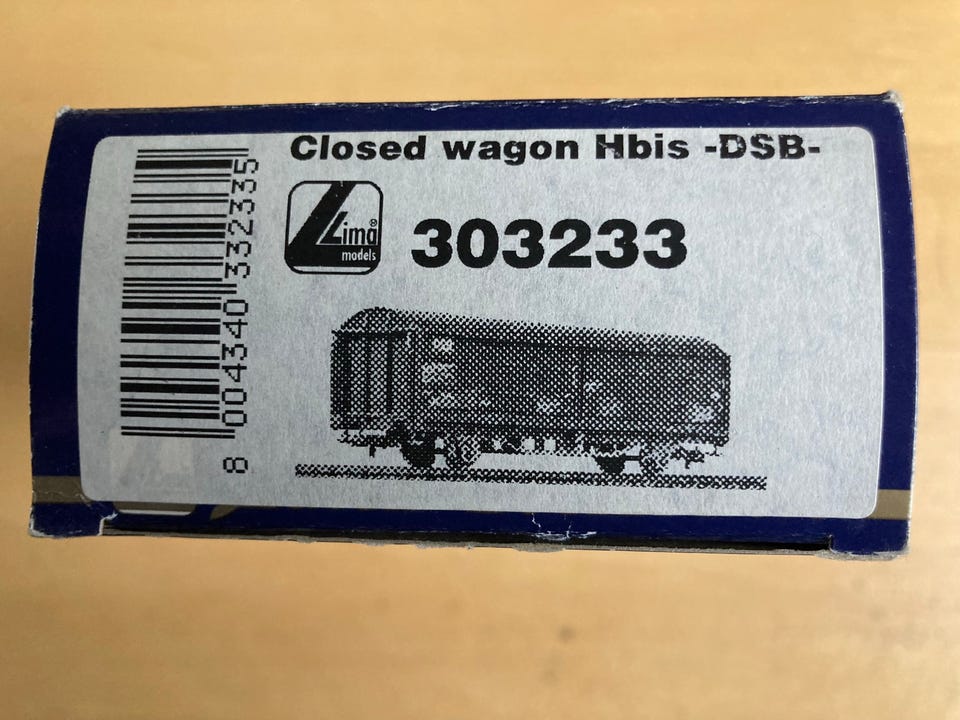 Closed wagon Hbis -DSB-
Lima®
models
303233
8 004340 332335